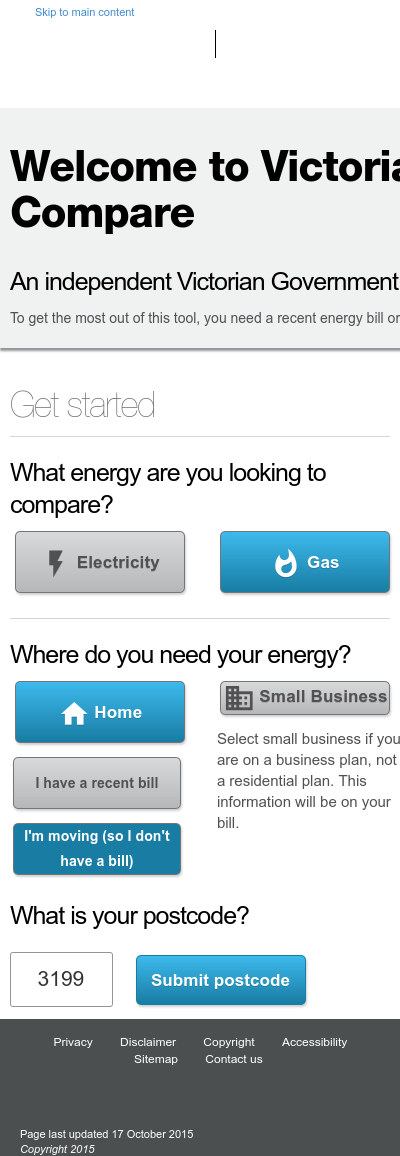 Skip to main content
Welcome to Victoria
Compare
An independent Victorian Government
To get the most out of this tool, you need a recent energy bill or
Get started
What energy are you looking to
compare?
Electricity
Gas
Where do you need your energy?
Home
Small Business
Select small business if you
are on a business plan, not
a residential plan. This
information will be on your
bill.
I have a recent bill
I'm moving (so I don't
have a bill)
What is your postcode?
3199
Submit postcode
Privacy Disclaimer Copyright Accessibility
Sitemap Contact us
Page last updated 17 October 2015
Copyright 2015